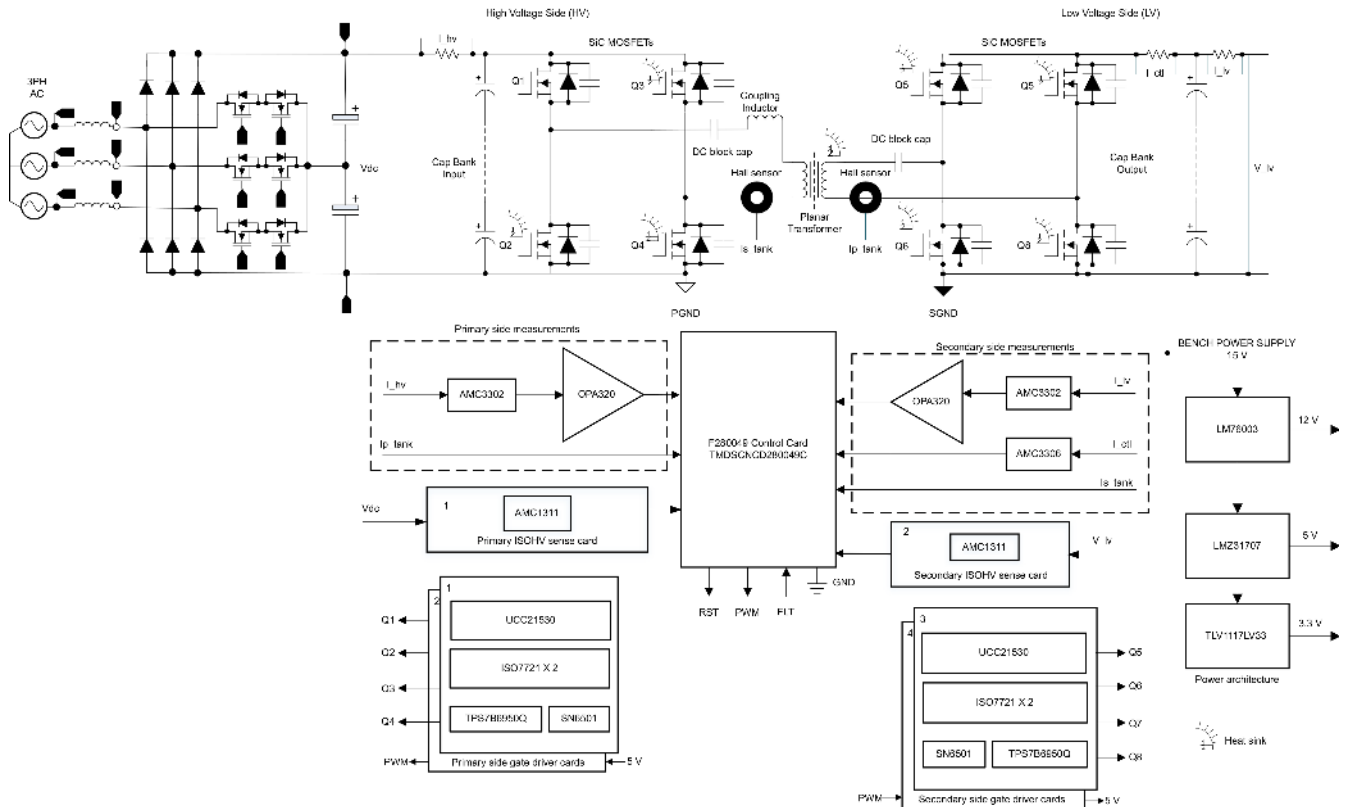 High Voltage Side (HV)
Low Voltage Side (LV)
I_hv
SiC MOSFETs
SiC MOSFETs
3PH
AC
Q1
Q3
Q5
Q5
I_ctl
I_lv
Coupling
Inductor
DC block cap
DC block cap
Vdc
Cap Bank
Input
Hall sensor
Hall sensor
Cap Bank
Output
V_lv
Planar
Transformer
Q2
Q4
Is_tank
Ip_tank
Q6
Q8
PGND
SGND
Primary side measurements
Secondary side measurements
BENCH POWER SUPPLY
15 V
I_hv
AMC3302
OPA320
OPA320
AMC3302
I_lv
LM76003
12 V
F280049 Control Card
TMDSCNCD280049C
Ip_tank
AMC3306
I_ctl
Is_tank
Vdc
1
AMC1311
Primary ISOHV sense card
2
AMC1311
Secondary ISOHV sense card
V_lv
LMZ31707
5 V
GND
RST
PWM
FLT
1
2
UCC21530
ISO7721 X 2
TPS7B6950Q
SN6501
Primary side gate driver cards
Q1
Q2
Q3
Q4
PWM
5 V
3
4
UCC21530
ISO7721 X 2
SN6501
TPS7B6950Q
Secondary side gate driver cards
Q5
Q6
Q7
Q8
PWM
5 V
TLV1117LV33
3.3 V
Power architecture
Heat sink